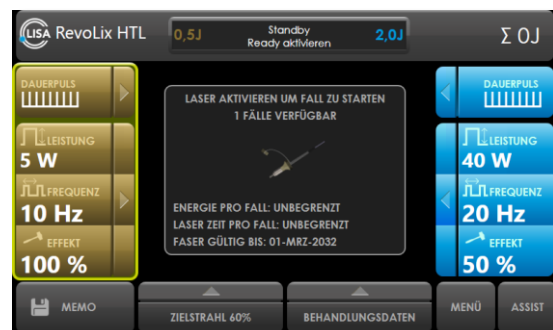 LISA RevoLix HTL
0,5J
Standby
Ready aktivieren
2,0J
Σ 0J
DAUERPULS
LEISTUNG
5 W
FREQUENZ
10 Hz
EFFEKT
100 %
LASER AKTIVIEREN UM FALL ZU STARTEN
1 FÄLLE VERFÜGBAR
ENERGIE PRO FALL: UNBEGRENZT
LASER ZEIT PRO FALL: UNBEGRENZT
FASER GÜLTIG BIS: 01-MRZ-2032
DAUERPULS
LEISTUNG
40 W
FREQUENZ
20 Hz
EFFEKT
50 %
MEMO
ZIELSTRAHL 60%
BEHANDLUNGSDATEN
MENÜ
ASSIST